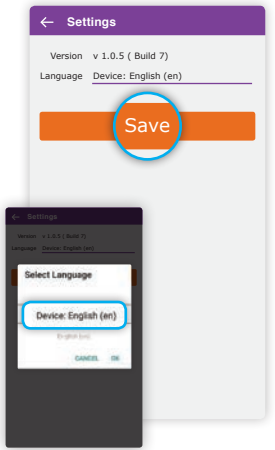 ← Settings
Version v 1.0.5 ( Build 7)
Language Device: English (en)
Save
← Settings
Version v 1.0.5 ( Build 7)
Language Device: English (en)
Select Language
Device: English (en)
English (en)
CANCEL OK